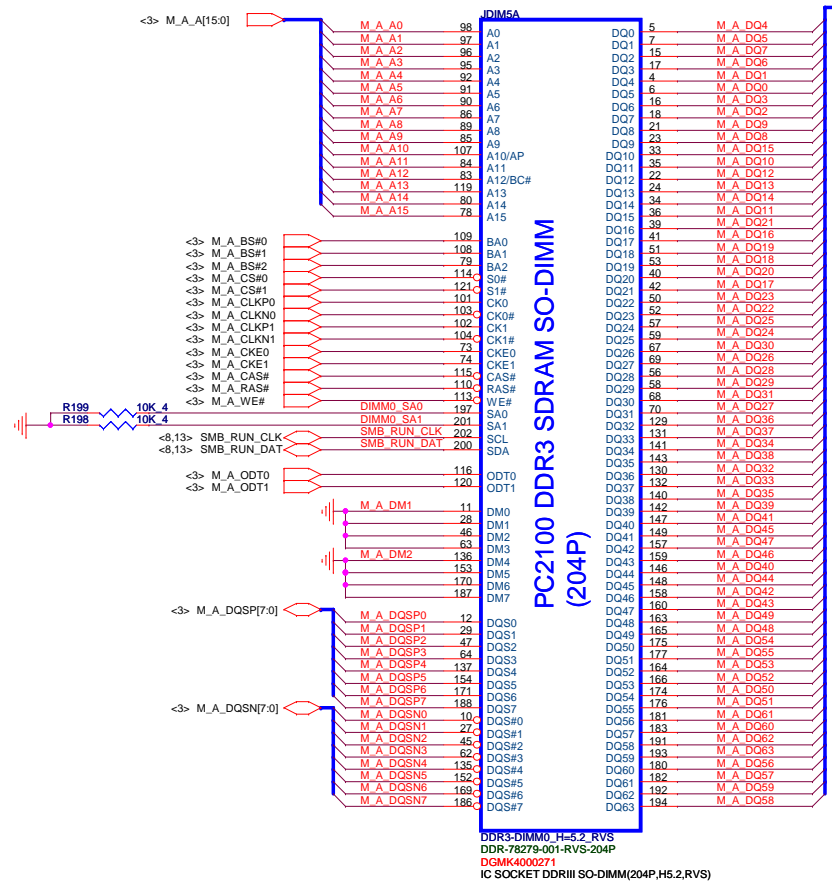 JDIM5A
<3> M_A_A[15:0]
M_A_A0 98 A0
M_A_A1 97 A1
M_A_A2 96 A2
M_A_A3 95 A3
M_A_A4 92 A4
M_A_A5 91 A5
M_A_A6 90 A6
M_A_A7 86 A7
M_A_A8 89 A8
M_A_A9 85 A9
M_A_A10 107 A10/AP
M_A_A11 84 A11
M_A_A12 83 A12/BC#
M_A_A13 119 A13
M_A_A14 80 A14
M_A_A15 78 A15
<3> M_A_BS#0 109 BA0
<3> M_A_BS#1 108 BA1
<3> M_A_BS#2 79 BA2
<3> M_A_CS#0 114 S0#
<3> M_A_CS#1 121 S1#
<3> M_A_CLKP0 101 CK0
<3> M_A_CLKN0 103 CK0#
<3> M_A_CLKP1 102 CK1
<3> M_A_CLKN1 104 CK1#
<3> M_A_CKE0 73 CKE0
<3> M_A_CKE1 74 CKE1
<3> M_A_CAS# 115 CAS#
<3> M_A_RAS# 110 RAS#
<3> M_A_WE# 113 WE#
R199 10K_4 DIMM0_SA0 197 SA0
R198 10K_4 DIMM0_SA1 201 SA1
<8,13> SMB_RUN_CLK SMB_RUN_CLK 202 SCL
<8,13> SMB_RUN_DAT SMB_RUN_DAT 200 SDA
<3> M_A_ODT0 116 ODT0
<3> M_A_ODT1 120 ODT1
M_A_DM1 11 DM0
28 DM1
46 DM2
63 DM3
M_A_DM2 136 DM4
153 DM5
170 DM6
187 DM7
<3> M_A_DQSP[7:0]
M_A_DQSP0 12 DQS0
M_A_DQSP1 29 DQS1
M_A_DQSP2 47 DQS2
M_A_DQSP3 64 DQS3
M_A_DQSP4 137 DQS4
M_A_DQSP5 154 DQS5
M_A_DQSP6 171 DQS6
M_A_DQSP7 188 DQS7
<3> M_A_DQSN[7:0]
M_A_DQSN0 10 DQS#0
M_A_DQSN1 27 DQS#1
M_A_DQSN2 45 DQS#2
M_A_DQSN3 62 DQS#3
M_A_DQSN4 135 DQS#4
M_A_DQSN5 152 DQS#5
M_A_DQSN6 169 DQS#6
M_A_DQSN7 186 DQS#7
PC2100 DDR3 SDRAM SO-DIMM
(204P)
DQ0 5 M_A_DQ4
DQ1 7 M_A_DQ5
DQ2 15 M_A_DQ7
DQ3 17 M_A_DQ6
DQ4 4 M_A_DQ1
DQ5 6 M_A_DQ0
DQ6 16 M_A_DQ3
DQ7 18 M_A_DQ2
DQ8 21 M_A_DQ9
DQ9 23 M_A_DQ8
DQ10 33 M_A_DQ15
DQ11 35 M_A_DQ10
DQ12 22 M_A_DQ12
DQ13 24 M_A_DQ13
DQ14 34 M_A_DQ14
DQ15 36 M_A_DQ11
DQ16 39 M_A_DQ21
DQ17 41 M_A_DQ16
DQ18 51 M_A_DQ19
DQ19 53 M_A_DQ18
DQ20 40 M_A_DQ20
DQ21 42 M_A_DQ17
DQ22 50 M_A_DQ23
DQ23 52 M_A_DQ22
DQ24 57 M_A_DQ25
DQ25 59 M_A_DQ24
DQ26 67 M_A_DQ30
DQ27 69 M_A_DQ26
DQ28 56 M_A_DQ28
DQ29 58 M_A_DQ29
DQ30 68 M_A_DQ31
DQ31 70 M_A_DQ27
DQ32 129 M_A_DQ36
DQ33 131 M_A_DQ37
DQ34 141 M_A_DQ34
DQ35 143 M_A_DQ38
DQ36 130 M_A_DQ32
DQ37 132 M_A_DQ33
DQ38 140 M_A_DQ35
DQ39 142 M_A_DQ39
DQ40 147 M_A_DQ41
DQ41 149 M_A_DQ45
DQ42 157 M_A_DQ47
DQ43 159 M_A_DQ46
DQ44 146 M_A_DQ40
DQ45 148 M_A_DQ44
DQ46 158 M_A_DQ42
DQ47 160 M_A_DQ43
DQ48 163 M_A_DQ49
DQ49 165 M_A_DQ48
DQ50 175 M_A_DQ54
DQ51 177 M_A_DQ55
DQ52 164 M_A_DQ53
DQ53 166 M_A_DQ52
DQ54 174 M_A_DQ50
DQ55 176 M_A_DQ51
DQ56 181 M_A_DQ61
DQ57 183 M_A_DQ60
DQ58 191 M_A_DQ62
DQ59 193 M_A_DQ63
DQ60 180 M_A_DQ56
DQ61 182 M_A_DQ57
DQ62 192 M_A_DQ59
DQ63 194 M_A_DQ58
DDR3-DIMM0_H=5.2_RVS
DDR-78279-001-RVS-204P
DGMK4000271
IC SOCKET DDRIII SO-DIMM(204P,H5.2,RVS)